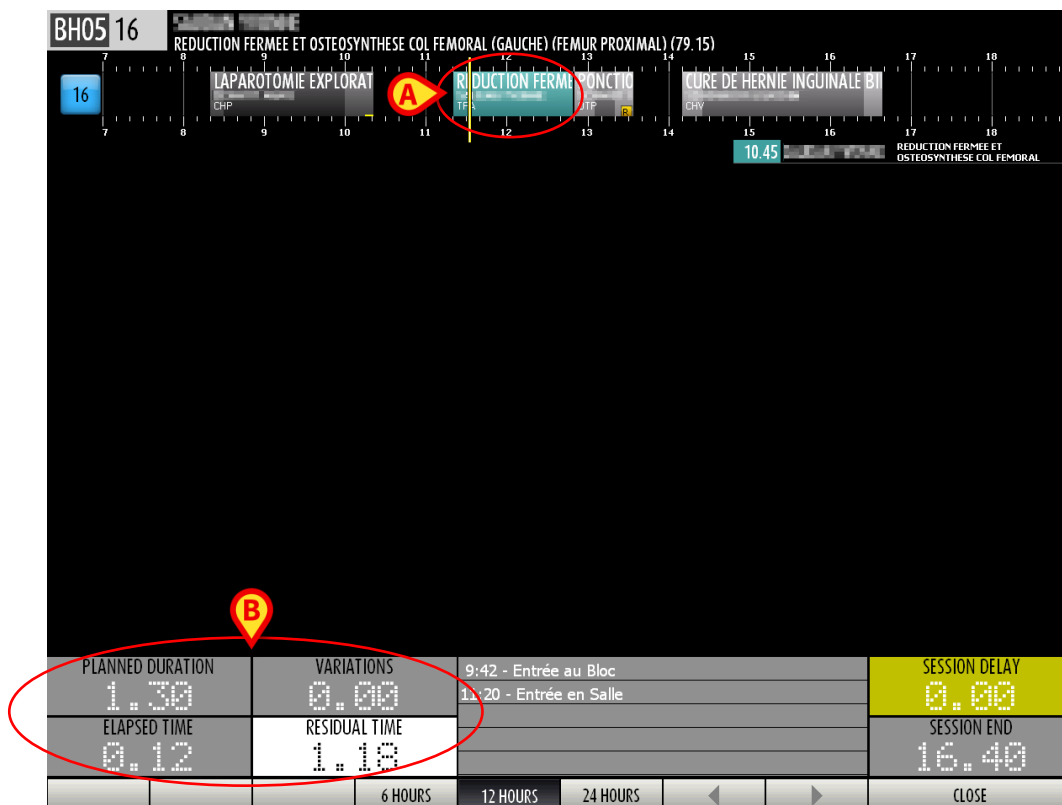 BH05 16
REDUCTION FERMEE ET OSTEOSYNTHESE COL FEMORAL (GAUCHE) (FEMUR PROXIMAL) (79.15)
7 8 9 10 11 12 13 14 15 16 17 18
16
LAPAROTOMIE EXPLORAT
CHP
A
REDUCTION FERME
PONCTIO
CURE DE HERNIE INGUINALE BI
CHV
7 8 9 10 11 12 13 14 15 16 17 18
10.45
REDUCTION FERMEE ET
OSTEOSYNTHESE COL FEMORAL
B
PLANNED DURATION
1.30
VARIATIONS
0.00
ELAPSED TIME
0.12
RESIDUAL TIME
1.18
9:42 - Entrée au Bloc
11:20 - Entrée en Salle
SESSION DELAY
0.00
SESSION END
16.40
6 HOURS 12 HOURS 24 HOURS CLOSE